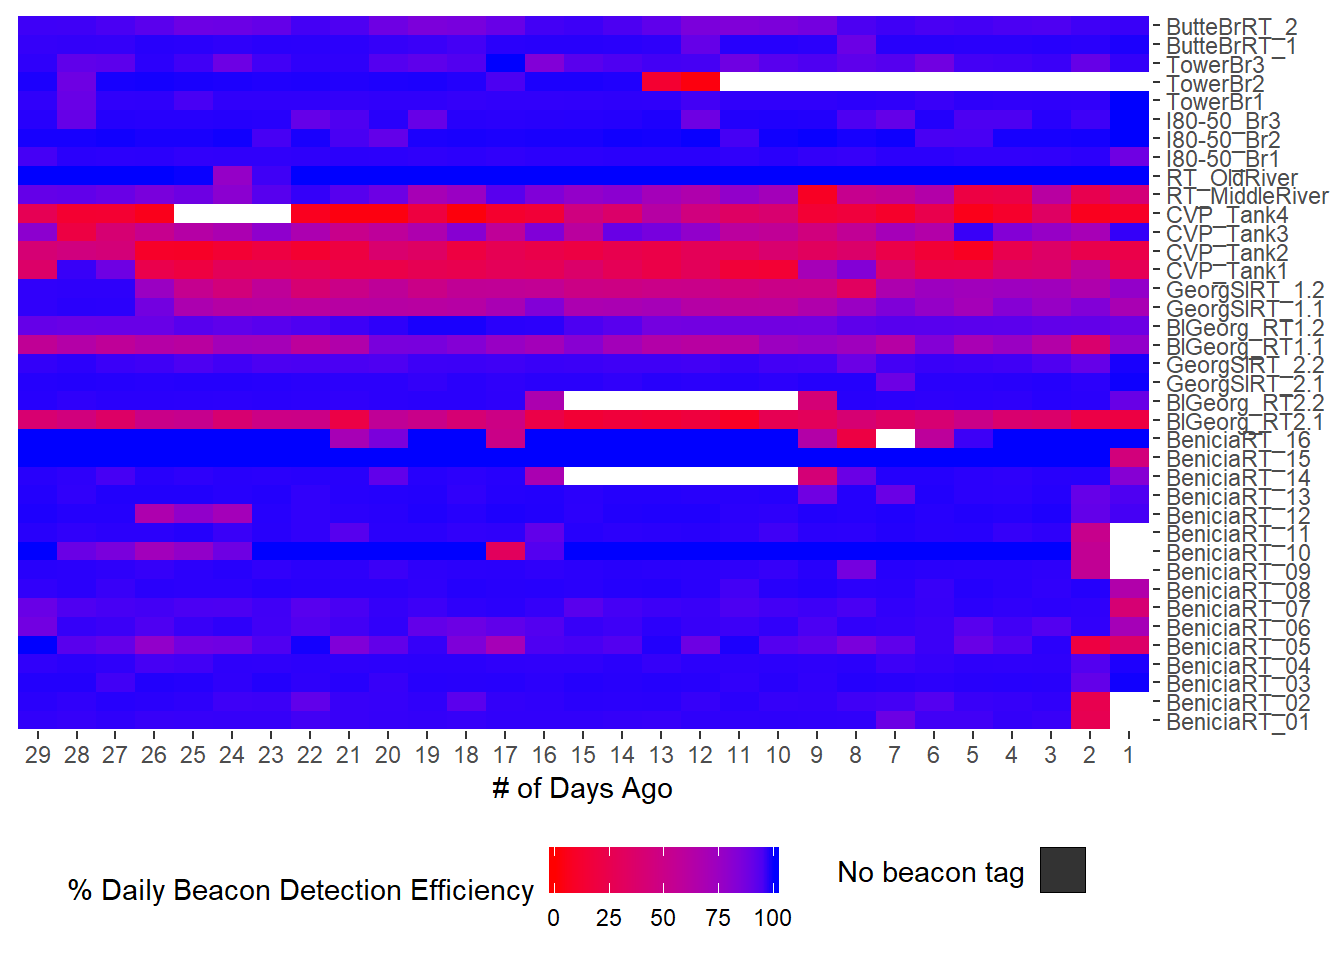 ButteBrRT_2
ButteBrRT_1
TowerBr3
TowerBr2
TowerBr1
I80-50_Br3
I80-50_Br2
I80-50_Br1
RT_OldRiver
RT_MiddleRiver
CVP_Tank4
CVP_Tank3
CVP_Tank2
CVP_Tank1
GeorgSlRT_1.2
GeorgSlRT_1.1
BlGeorg_RT1.2
BlGeorg_RT1.1
GeorgSlRT_2.2
GeorgSlRT_2.1
BlGeorg_RT2.2
BlGeorg_RT2.1
BeniciaRT_16
BeniciaRT_15
BeniciaRT_14
BeniciaRT_13
BeniciaRT_12
BeniciaRT_11
BeniciaRT_10
BeniciaRT_09
BeniciaRT_08
BeniciaRT_07
BeniciaRT_06
BeniciaRT_05
BeniciaRT_04
BeniciaRT_03
BeniciaRT_02
BeniciaRT_01
29 28 27 26 25 24 23 22 21 20 19 18 17 16 15 14 13 12 11 10 9 8 7 6 5 4 3 2 1
# of Days Ago
% Daily Beacon Detection Efficiency
0 25 50 75 100
No beacon tag